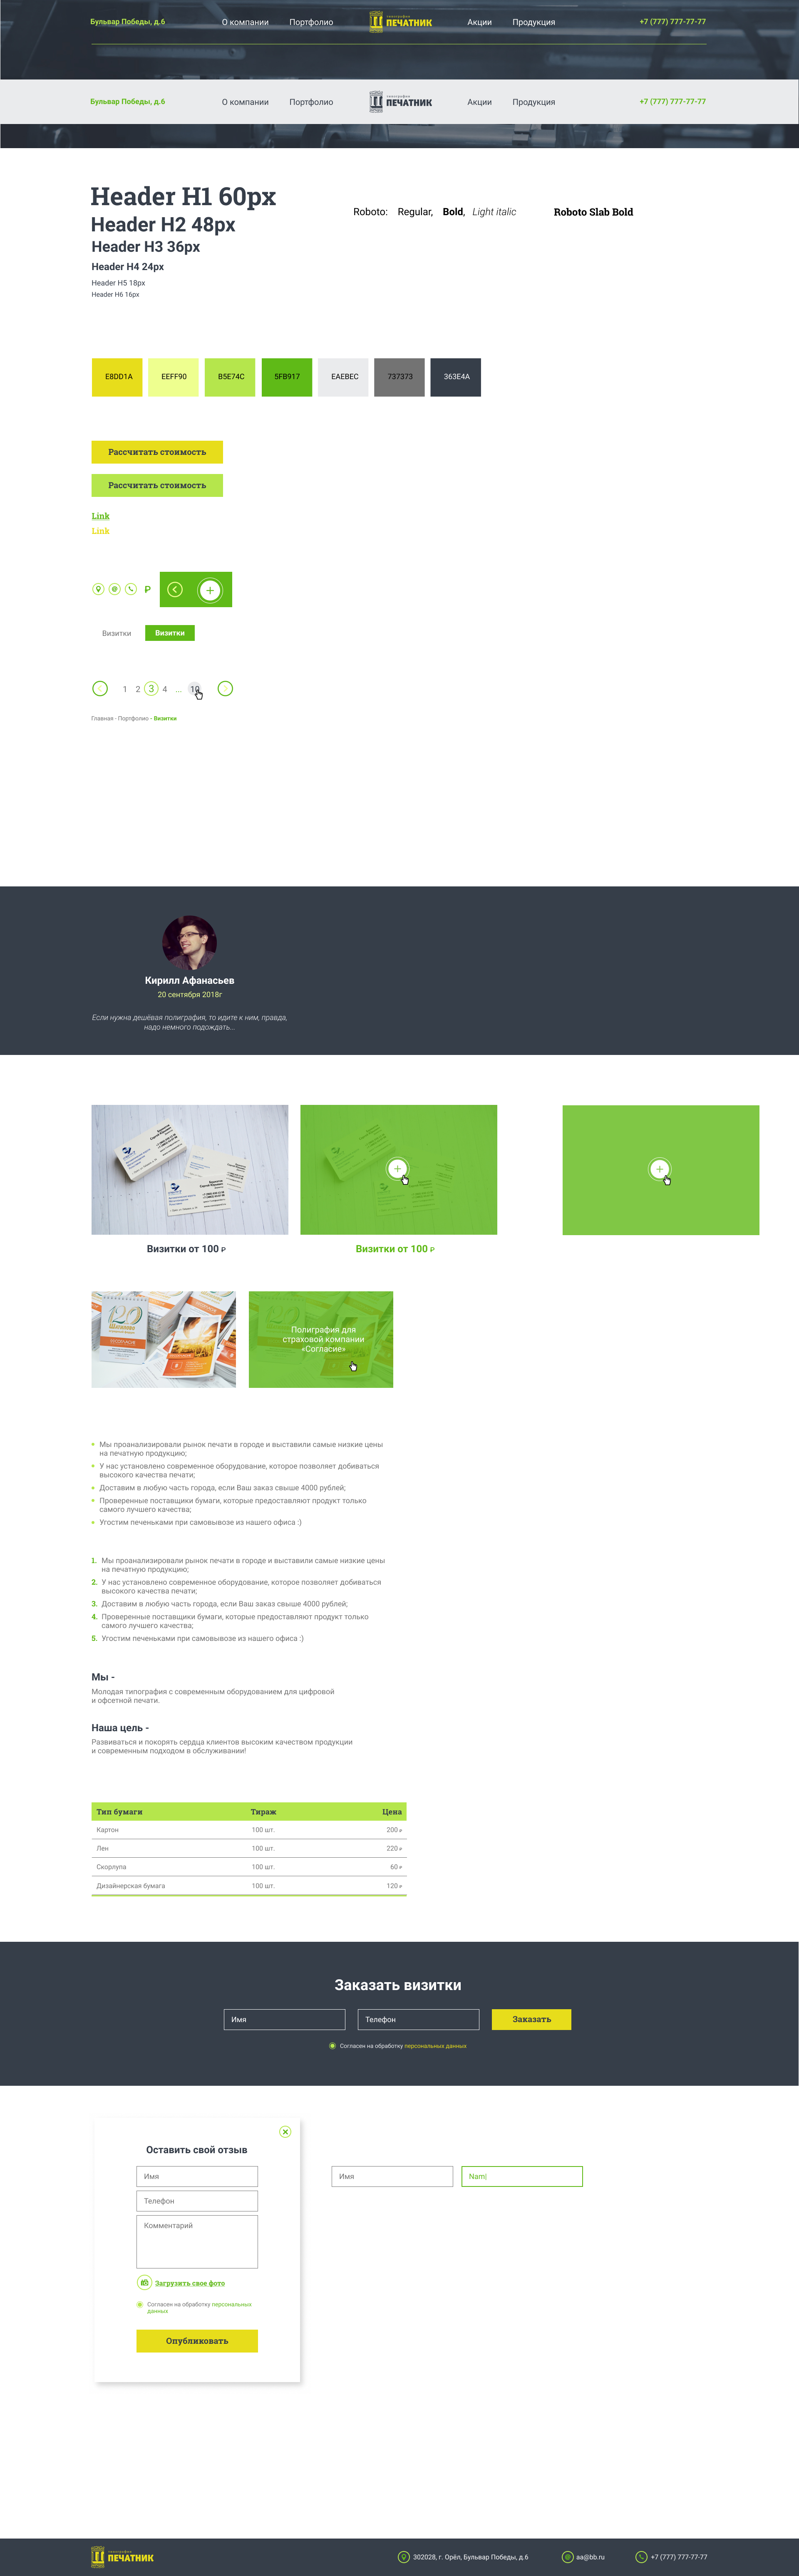 Бульвар Победы, д.6
О компании
Портфолио
типография
ПЕЧАТНИК
Акции
Продукция
+7 (777) 777-77-77
Бульвар Победы, д.6
О компании
Портфолио
типография
ПЕЧАТНИК
Акции
Продукция
+7 (777) 777-77-77
Header H1 60px
Header H2 48px
Header H3 36px
Header H4 24px
Header H5 18px
Header H6 16px
Roboto: Regular, Bold, Light italic
Roboto Slab Bold
E8DD1A
EEFF90
B5E74C
5FB917
EAEBEC
737373
363E4A
Рассчитать стоимость
Рассчитать стоимость
Link
Link
₽
Визитки
Визитки
1 2 3 4 ... 10
Главная - Портфолио - Визитки
Кирилл Афанасьев
20 сентября 2018г
Если нужна дешёвая полиграфия, то идите к ним, правда,
надо немного подождать...
Визитки от 100 ₽
Визитки от 100 ₽
120
Полиграфия для
страховой компании
«Согласие»
Мы проанализировали рынок печати в городе и выставили самые низкие цены
на печатную продукцию;
У нас установлено современное оборудование, которое позволяет добиваться
высокого качества печати;
Доставим в любую часть города, если Ваш заказ свыше 4000 рублей;
Проверенные поставщики бумаги, которые предоставляют продукт только
самого лучшего качества;
Угостим печеньками при самовывозе из нашего офиса :)
1. Мы проанализировали рынок печати в городе и выставили самые низкие цены
на печатную продукцию;
2. У нас установлено современное оборудование, которое позволяет добиваться
высокого качества печати;
3. Доставим в любую часть города, если Ваш заказ свыше 4000 рублей;
4. Проверенные поставщики бумаги, которые предоставляют продукт только
самого лучшего качества;
5. Угостим печеньками при самовывозе из нашего офиса :)
Мы -
Молодая типография с современным оборудованием для цифровой
и офсетной печати.
Наша цель -
Развиваться и покорять сердца клиентов высоким качеством продукции
и современным подходом в обслуживании!
Тип бумаги Тираж Цена
Картон 100 шт. 200 ₽
Лен 100 шт. 220 ₽
Скорлупа 100 шт. 60 ₽
Дизайнерская бумага 100 шт. 120 ₽
Заказать визитки
Имя
Телефон
Заказать
Согласен на обработку персональных данных
Оставить свой отзыв
Имя
Телефон
Комментарий
Загрузить свое фото
Согласен на обработку персональных
данных
Опубликовать
Имя
Nam|
типография
ПЕЧАТНИК
302028, г. Орёл, Бульвар Победы, д.6
aa@bb.ru
+7 (777) 777-77-77